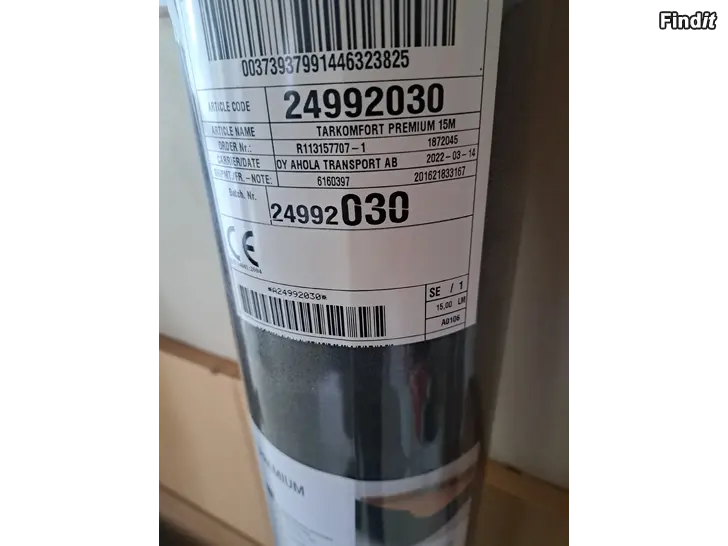 Findit
00373937991446323825
ARTICLE CODE 24992030
ARTICLE NAME TARKOMFORT PREMIUM 15M
ORDER Nr.: R113157707-1 1872045
CARRIER/DATE OY AHOLA TRANSPORT AB 2022-03-14
SHPMT/FR.-NOTE: 6160397 201621833167
Batch. Nr.
24992030
CE
*A24992030*
SE / 1
15,00 LM
A0106